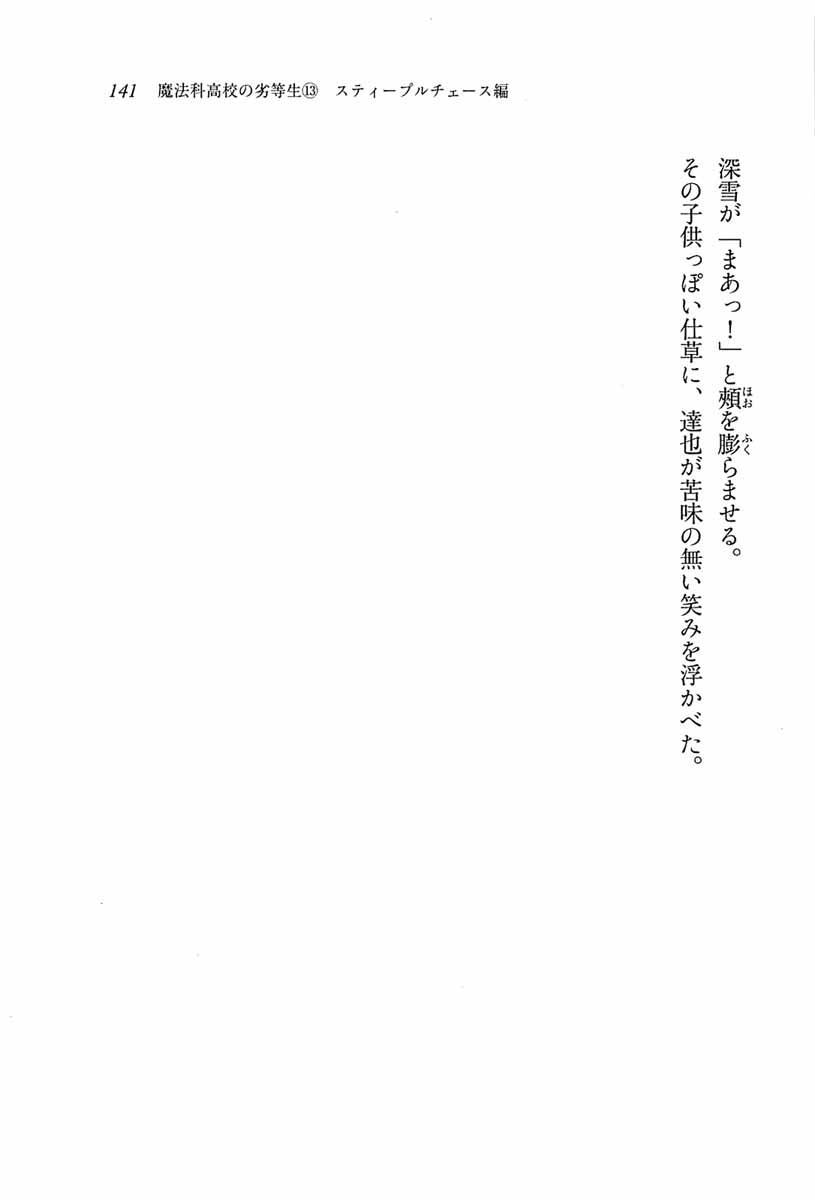 141 魔法科高校の劣等生⑬ スティープルチェース編
深雪が「まあっ！」と頰を膨らませる。
その子供っぽい仕草に、達也が苦味の無い笑みを浮かべた。